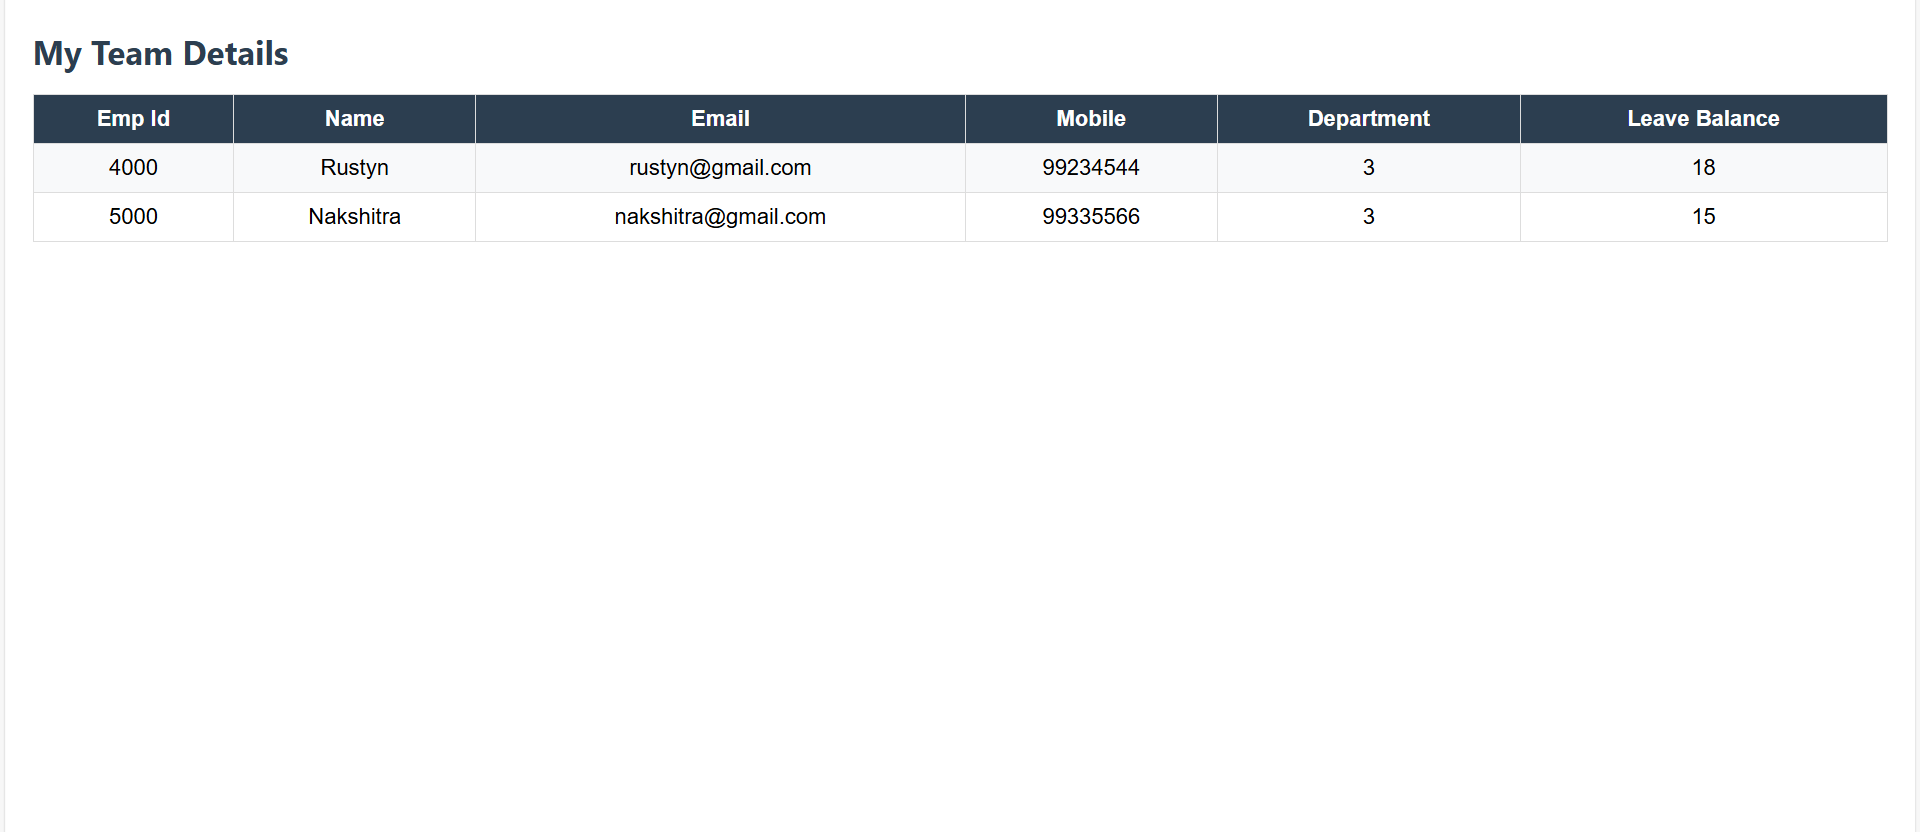 My Team Details
Emp Id Name Email Mobile Department Leave Balance
4000 Rustyn rustyn@gmail.com 99234544 3 18
5000 Nakshitra nakshitra@gmail.com 99335566 3 15